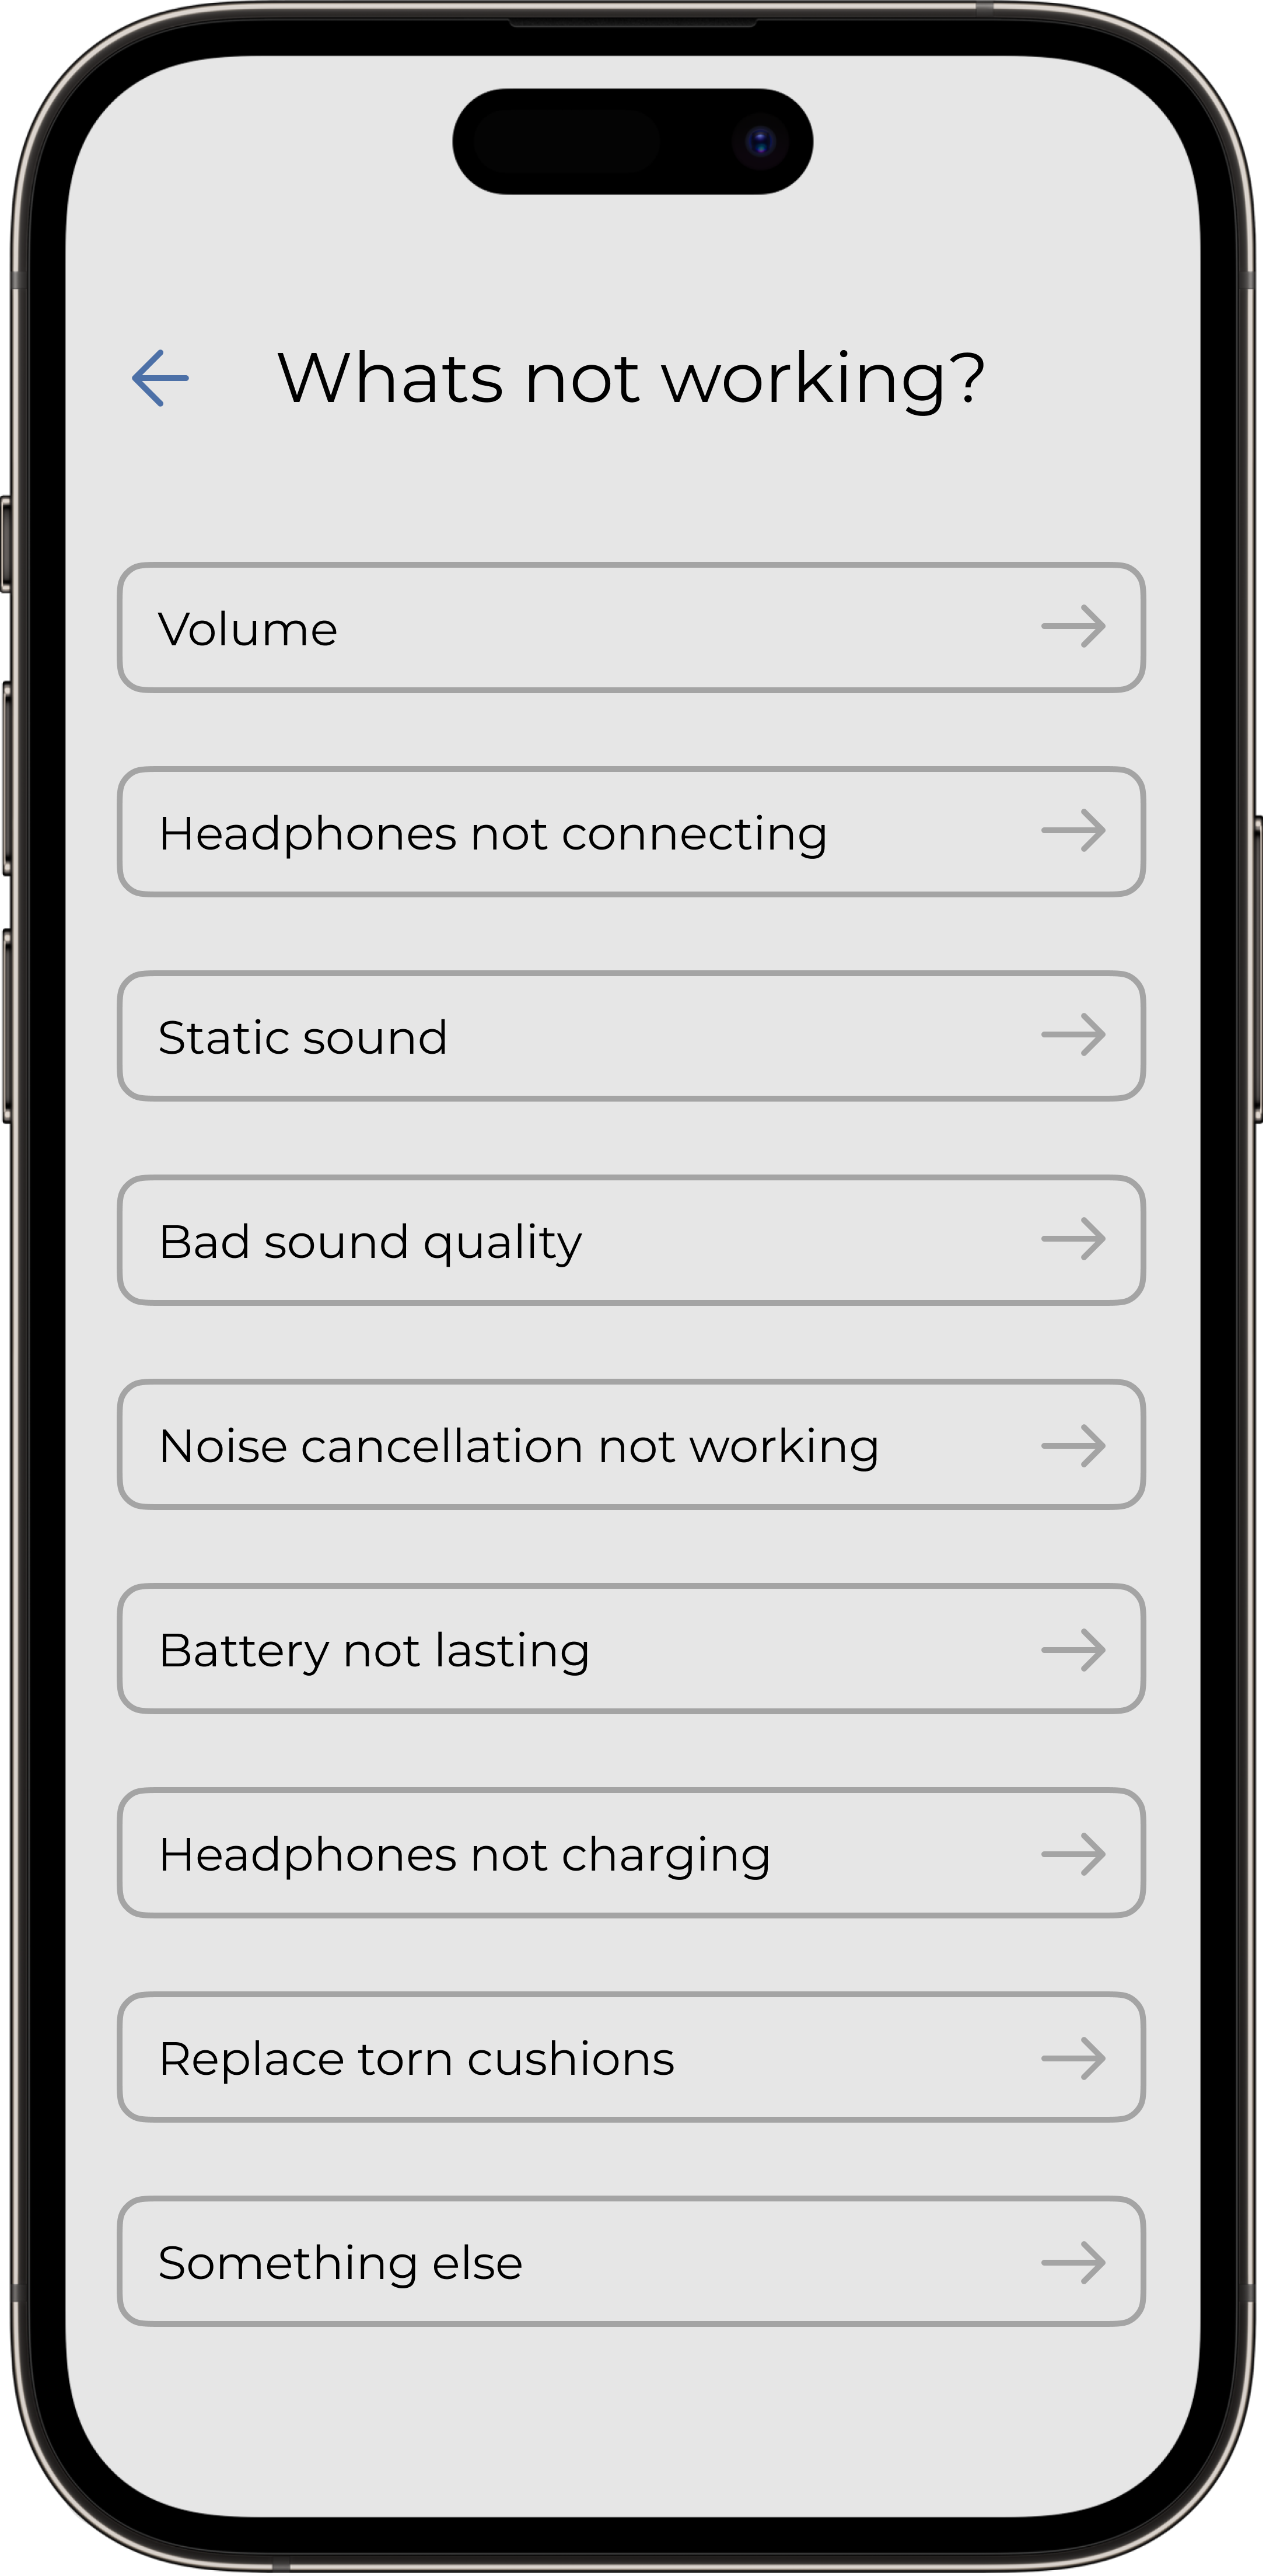 Whats not working?
Volume
Headphones not connecting
Static sound
Bad sound quality
Noise cancellation not working
Battery not lasting
Headphones not charging
Replace torn cushions
Something else